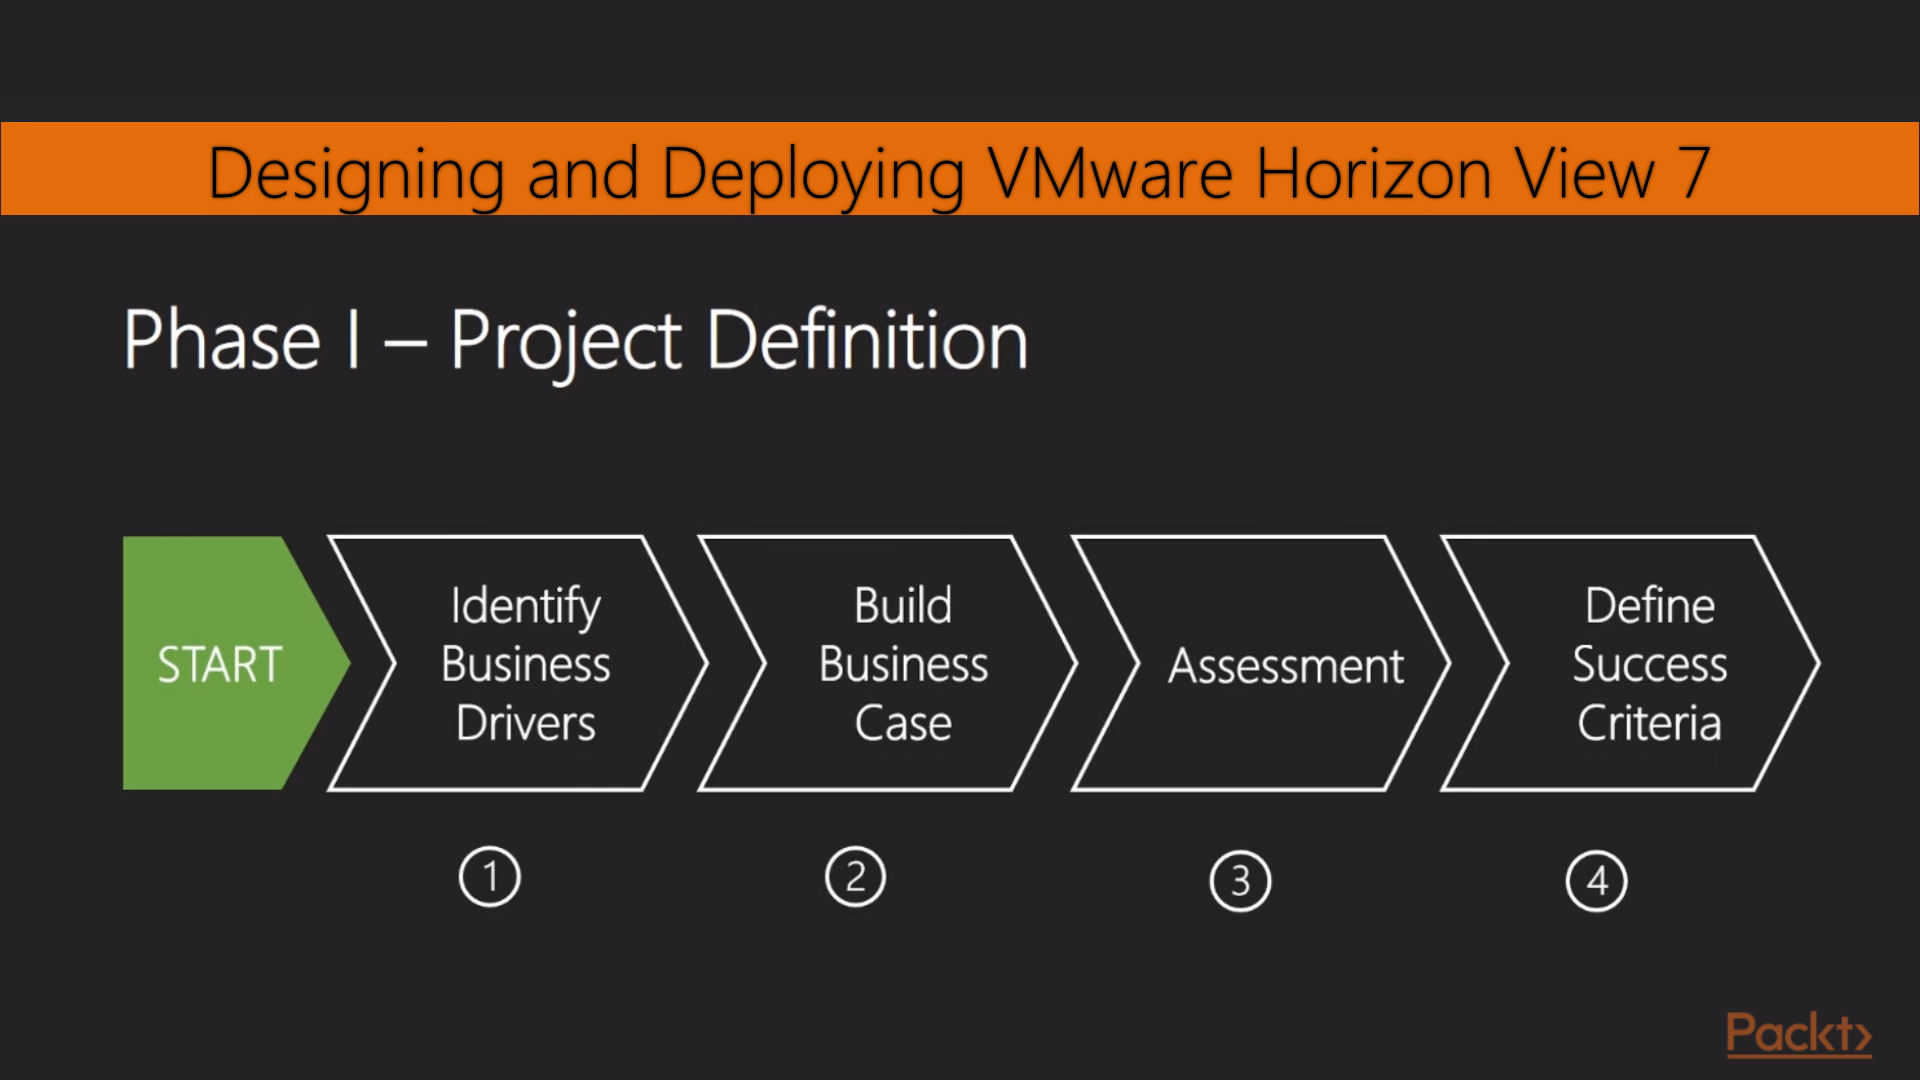 Designing and Deploying VMware Horizon View 7
Phase I – Project Definition
START
Identify
Business
Drivers
Build
Business
Case
Assessment
Define
Success
Criteria
1
2
3
4
Packt